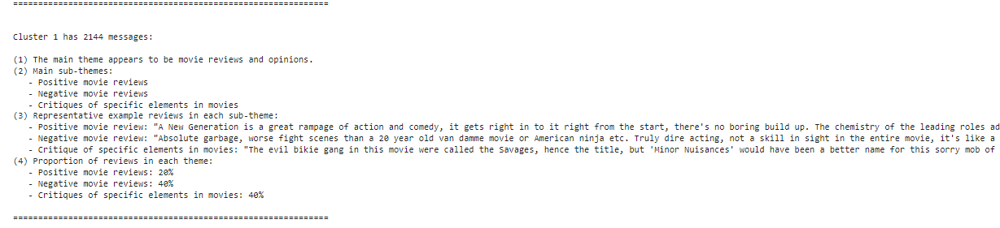 ================================================================
Cluster 1 has 2144 messages:
(1) The main theme appears to be movie reviews and opinions.
(2) Main sub-themes:
- Positive movie reviews
- Negative movie reviews
- Critiques of specific elements in movies
(3) Representative example reviews in each sub-theme:
- Positive movie review: "A New Generation is a great rampage of action and comedy, it gets right in to it right from the start, there's no boring build up. The chemistry of the leading roles ad
- Negative movie review: "Absolute garbage, worse fight scenes than a 20 year old van damme movie or American ninja etc. Truly dire acting, not a skill in sight in the entire movie, it's like a
- Critique of specific elements in movies: "The evil bikie gang in this movie were called the Savages, hence the title, but 'Minor Nuisances' would have been a better name for this sorry mob of
(4) Proportion of reviews in each theme:
- Positive movie reviews: 20%
- Negative movie reviews: 40%
- Critiques of specific elements in movies: 40%
================================================================